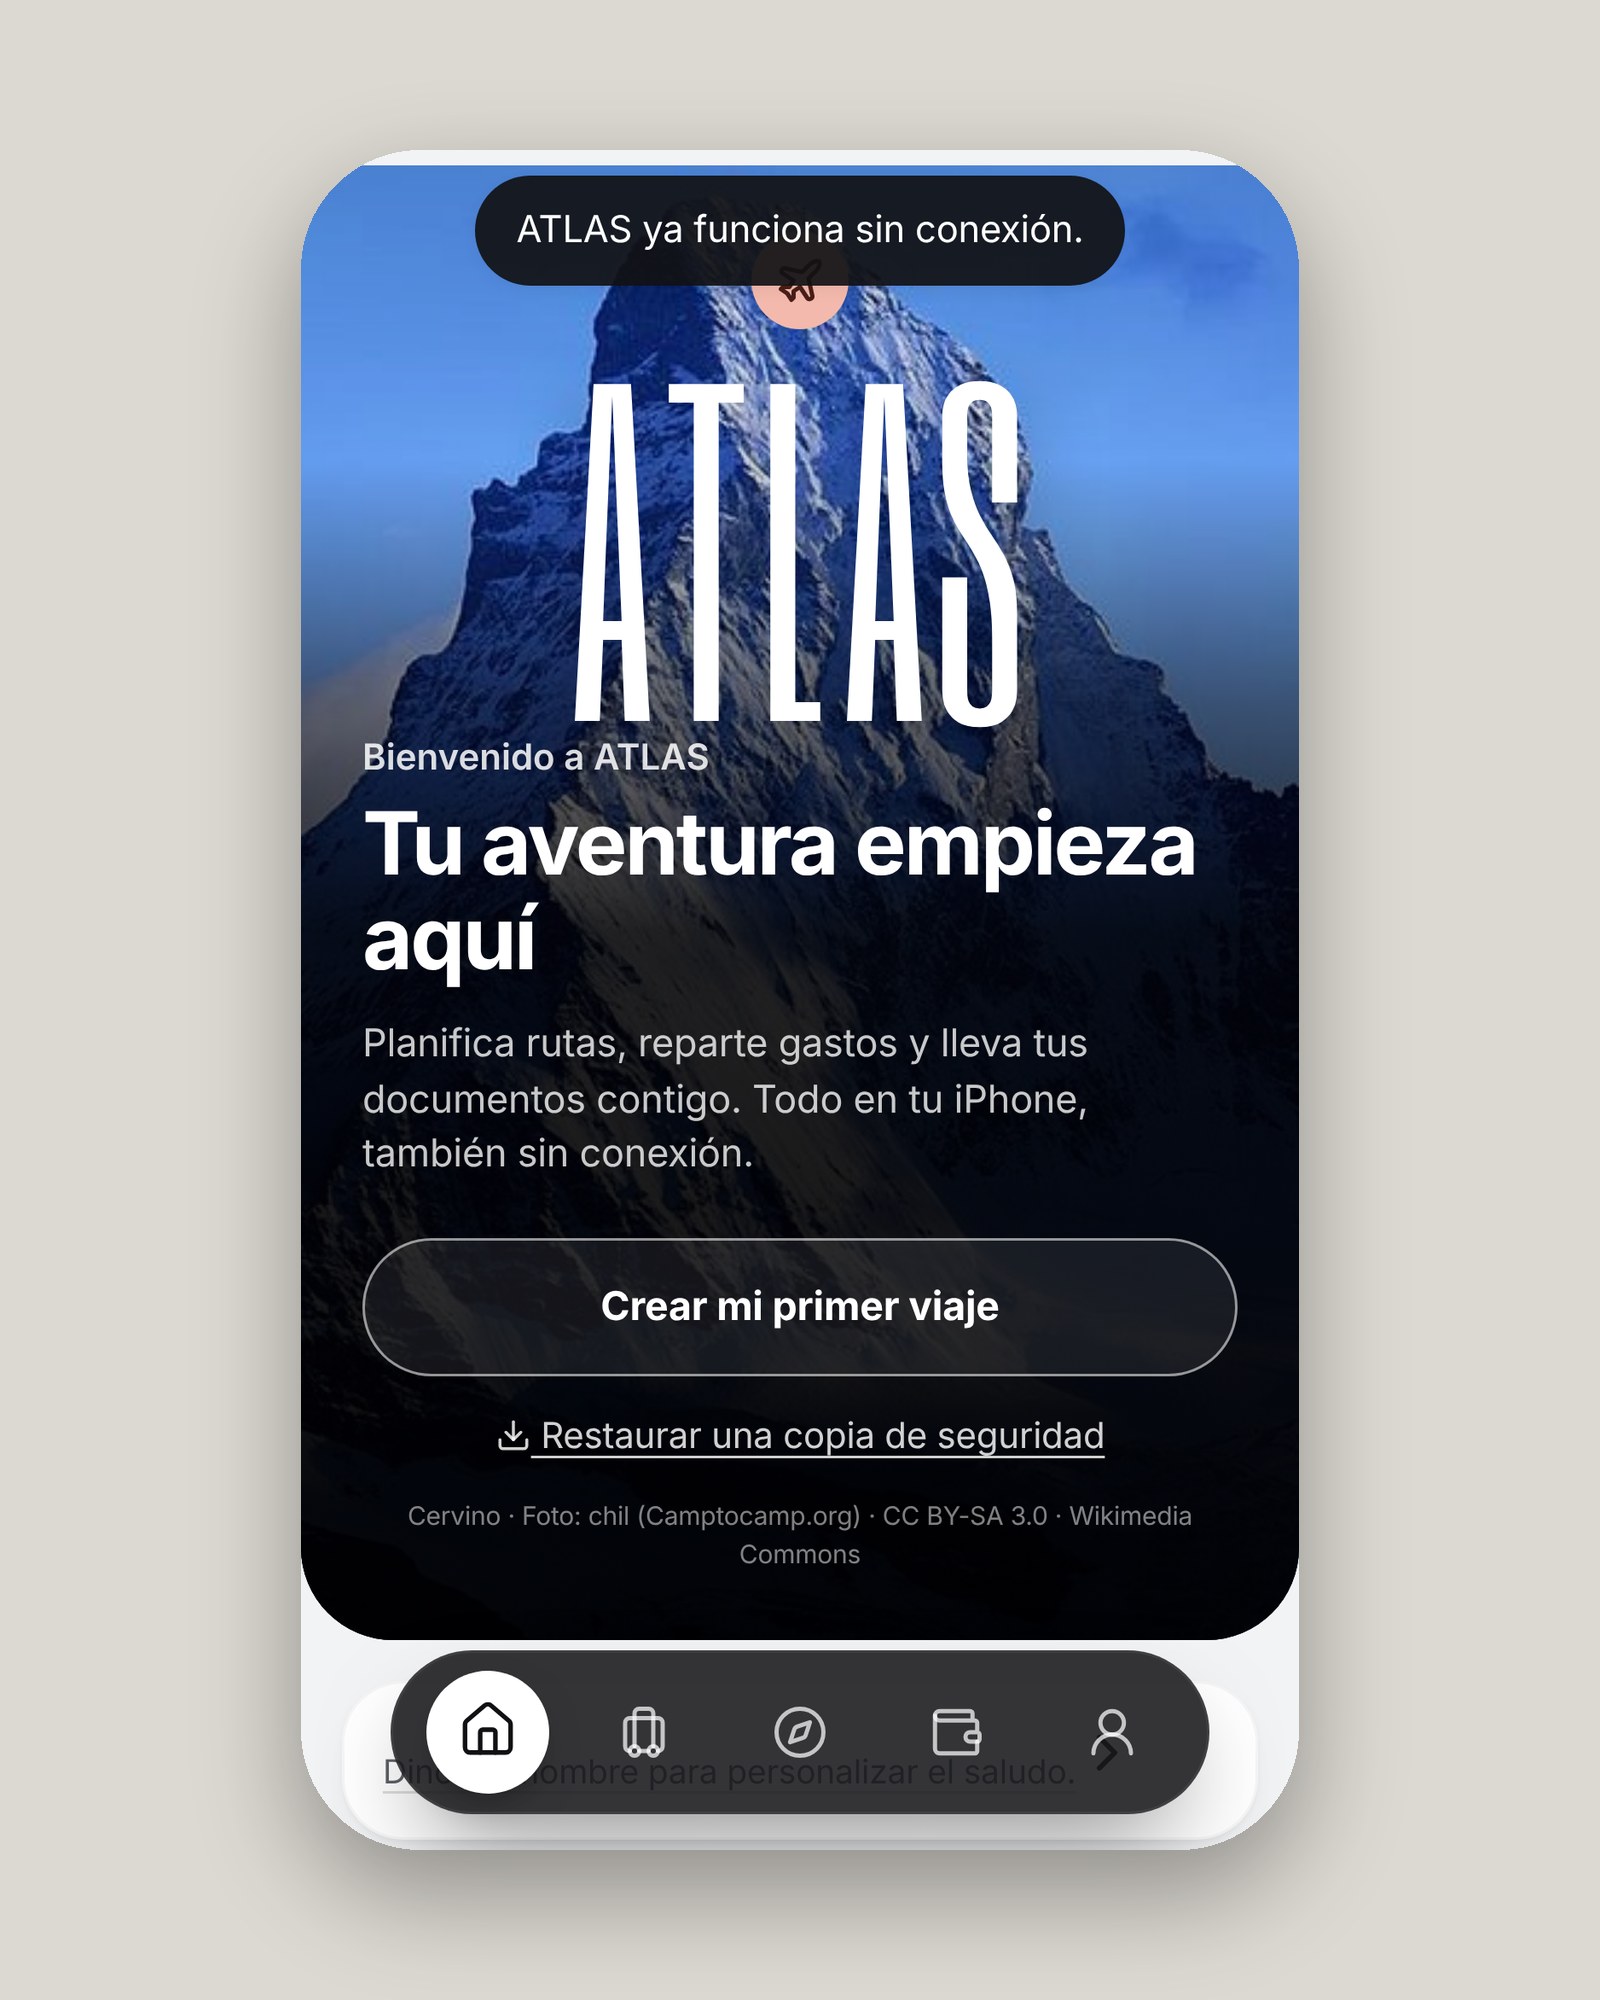 ATLAS ya funciona sin conexión.
ATLAS
Bienvenido a ATLAS
Tu aventura empieza
aquí
Planifica rutas, reparte gastos y lleva tus
documentos contigo. Todo en tu iPhone,
también sin conexión.
Crear mi primer viaje
Restaurar una copia de seguridad
Cervino · Foto: chil (Camptocamp.org) · CC BY-SA 3.0 · Wikimedia
Commons
nombre para personalizar el saludo.